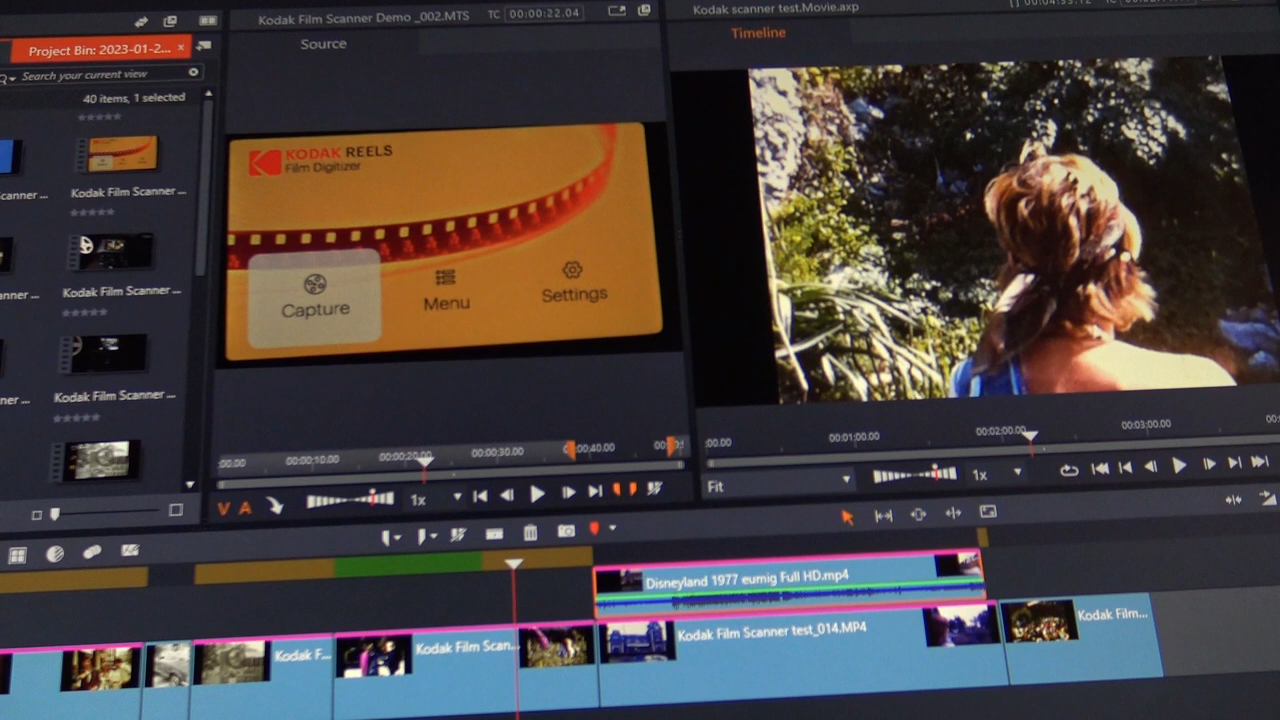 Kodak Film Scanner Demo _002.MTS TC 00:00:22.04
Kodak scanner test.Movie.axp
Source
Timeline
Project Bin: 2023-01-2... ×
Search your current view
40 items, 1 selected
Kodak Film Scanner ...
Kodak Film Scanner ...
Kodak Film Scanner ...
KODAK REELS
Film Digitizer
Capture
Menu
Settings
:00.00 00:00:10.00 00:00:20.00 00:00:30.00 00:00:40.00
:00.00 00:01:00.00 00:02:00.00 00:03:00.00
V A 1x
Fit 1x
Disneyland 1977 eumig Full HD.mp4
Kodak F...
Kodak Film Scan...
Kodak Film Scanner test_014.MP4
Kodak Film...